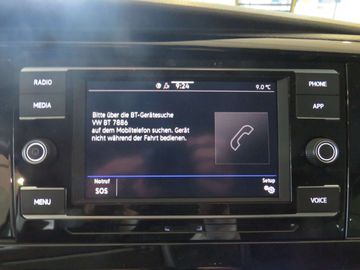 RADIO
MEDIA
MENU
9:24
9.0 °C
Bitte über die BT-Gerätesuche
VW BT 7886
auf dem Mobiltelefon suchen. Gerät
nicht während der Fahrt bedienen.
Notruf
SOS
Setup
PHONE
APP
VOICE